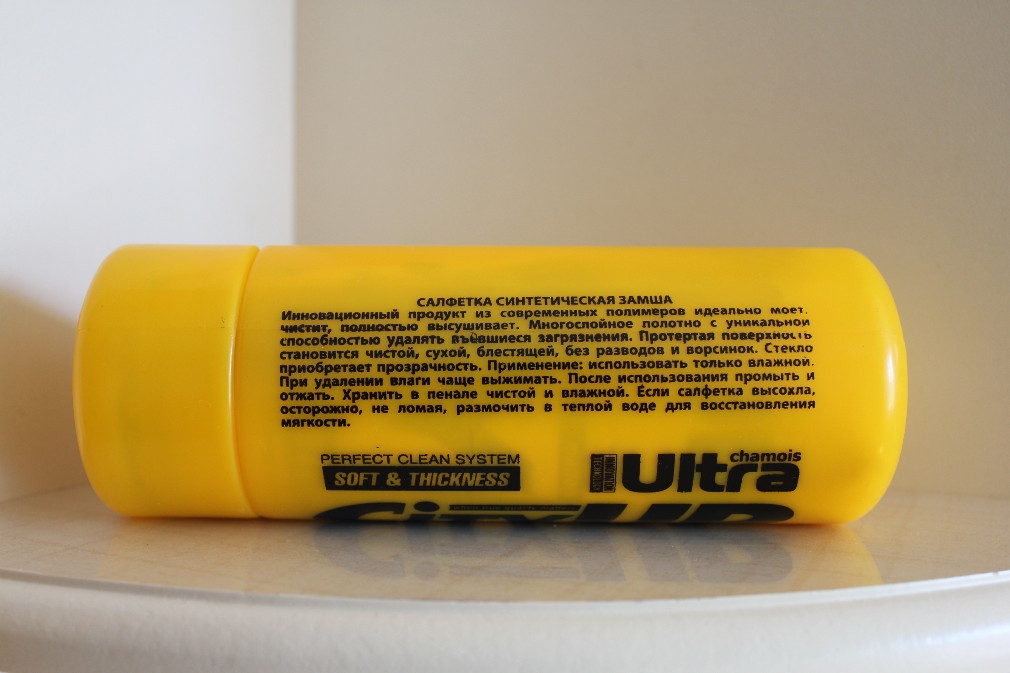 САЛФЕТКА СИНТЕТИЧЕСКАЯ ЗАМША
Инновационный продукт из современных полимеров идеально моет,
чистит, полностью высушивает. Многослойное полотно с уникальной
способностью удалять въевшиеся загрязнения. Протертая поверхность
становится чистой, сухой, блестящей, без разводов и ворсинок. Стекло
приобретает прозрачность. Применение: использовать только влажной.
При удалении влаги чаще выжимать. После использования промыть и
отжать. Хранить в пенале чистой и влажной. Если салфетка высохла,
осторожно, не ломая, размочить в теплой воде для восстановления
мягкости.
PERFECT CLEAN SYSTEM
SOFT & THICKNESS
chamois
Ultra
CityUP